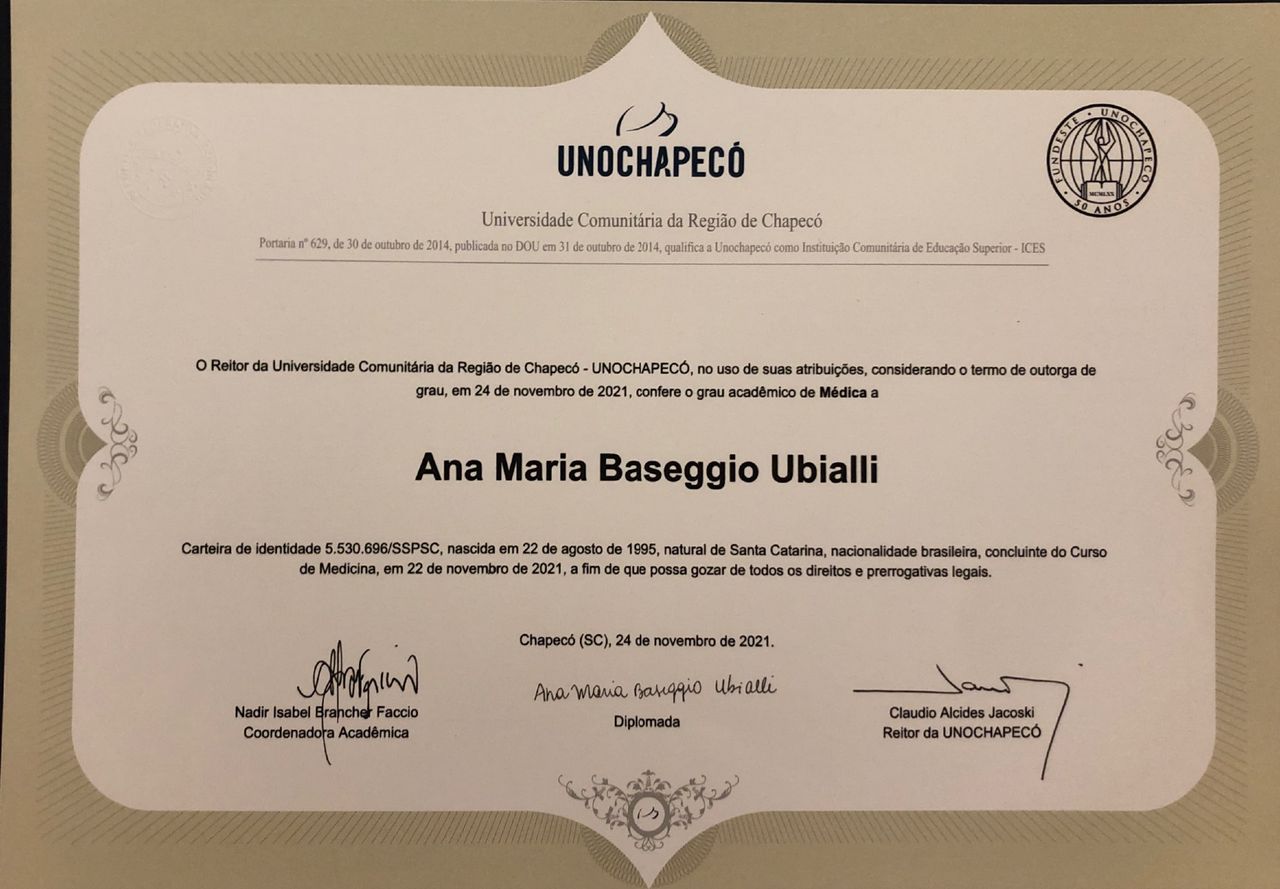 UNOCHAPECÓ
FUNDESTE • UNOCHAPECÓ
MCMLXX
50 ANOS
Universidade Comunitária da Região de Chapecó
Portaria nº 629, de 30 de outubro de 2014, publicada no DOU em 31 de outubro de 2014, qualifica a Unochapecó como Instituição Comunitária de Educação Superior - ICES
O Reitor da Universidade Comunitária da Região de Chapecó - UNOCHAPECÓ, no uso de suas atribuições, considerando o termo de outorga de
grau, em 24 de novembro de 2021, confere o grau acadêmico de Médica a
Ana Maria Baseggio Ubialli
Carteira de identidade 5.530.696/SSPSC, nascida em 22 de agosto de 1995, natural de Santa Catarina, nacionalidade brasileira, concluinte do Curso
de Medicina, em 22 de novembro de 2021, a fim de que possa gozar de todos os direitos e prerrogativas legais.
Chapecó (SC), 24 de novembro de 2021.
Ana Maria Baseggio Ubialli
Nadir Isabel Brancher Faccio
Coordenadora Acadêmica
Diplomada
Claudio Alcides Jacoski
Reitor da UNOCHAPECÓ